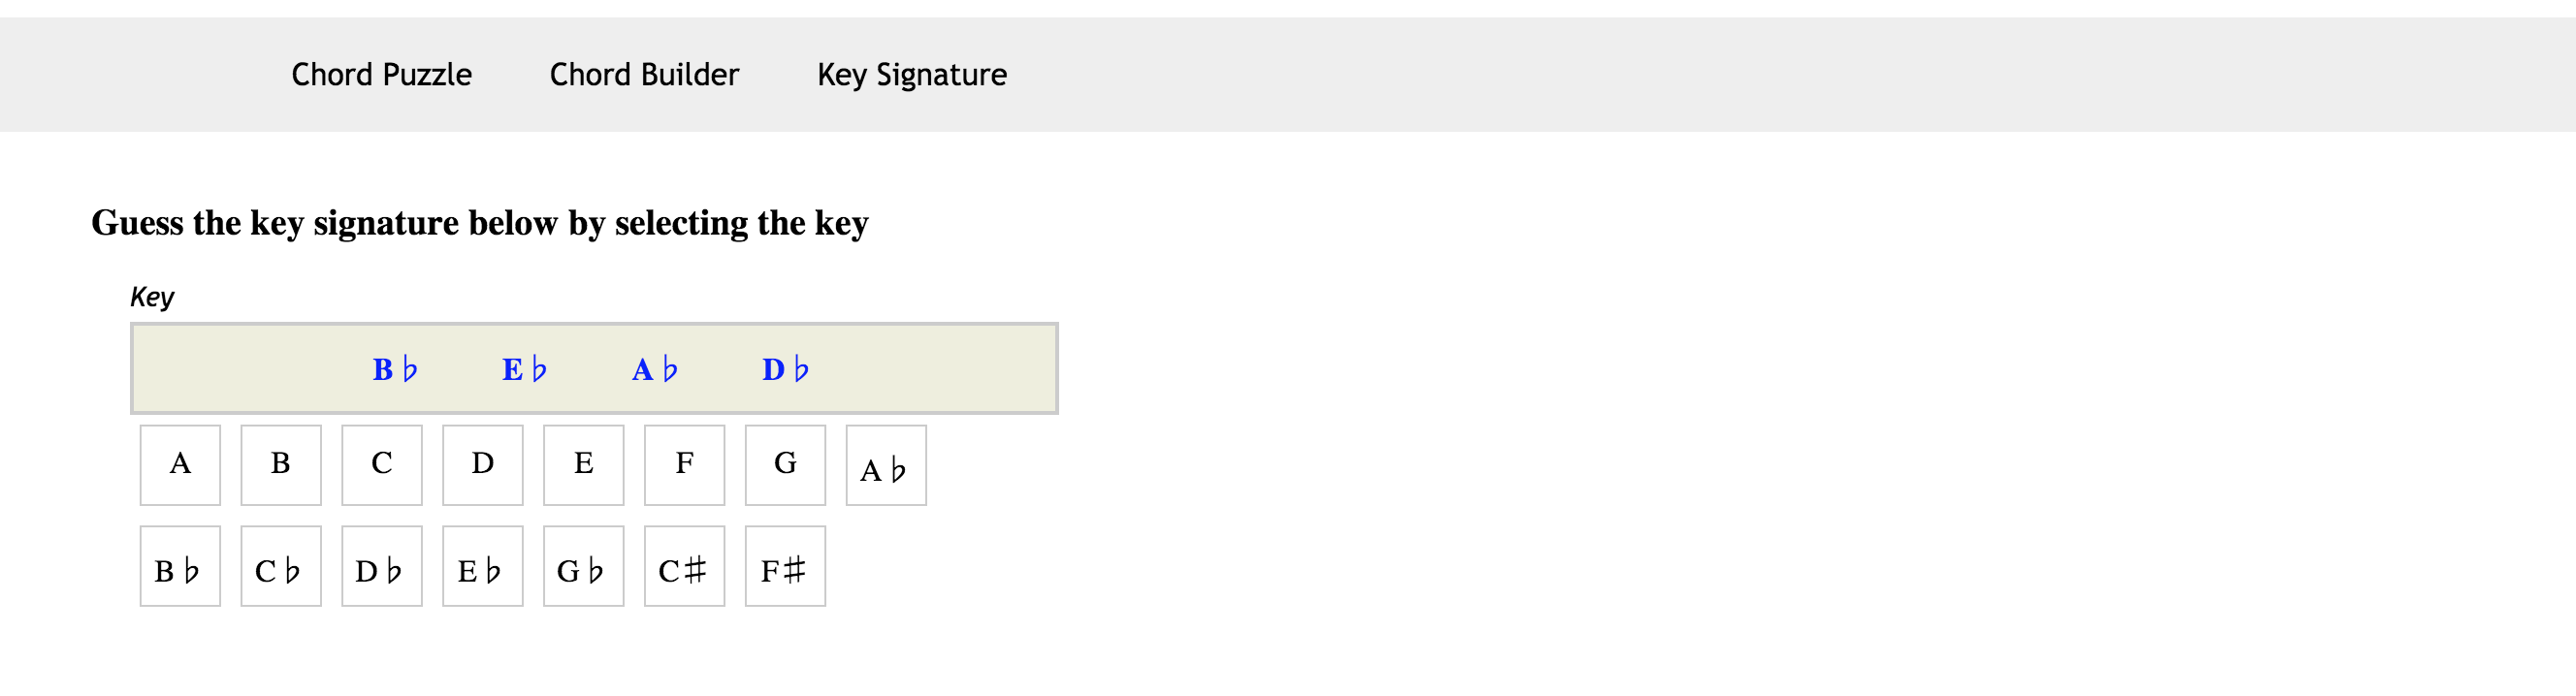 Chord Puzzle Chord Builder Key Signature
Guess the key signature below by selecting the key
Key
B♭ E♭ A♭ D♭
A B C D E F G A♭
B♭ C♭ D♭ E♭ G♭ C♯ F♯